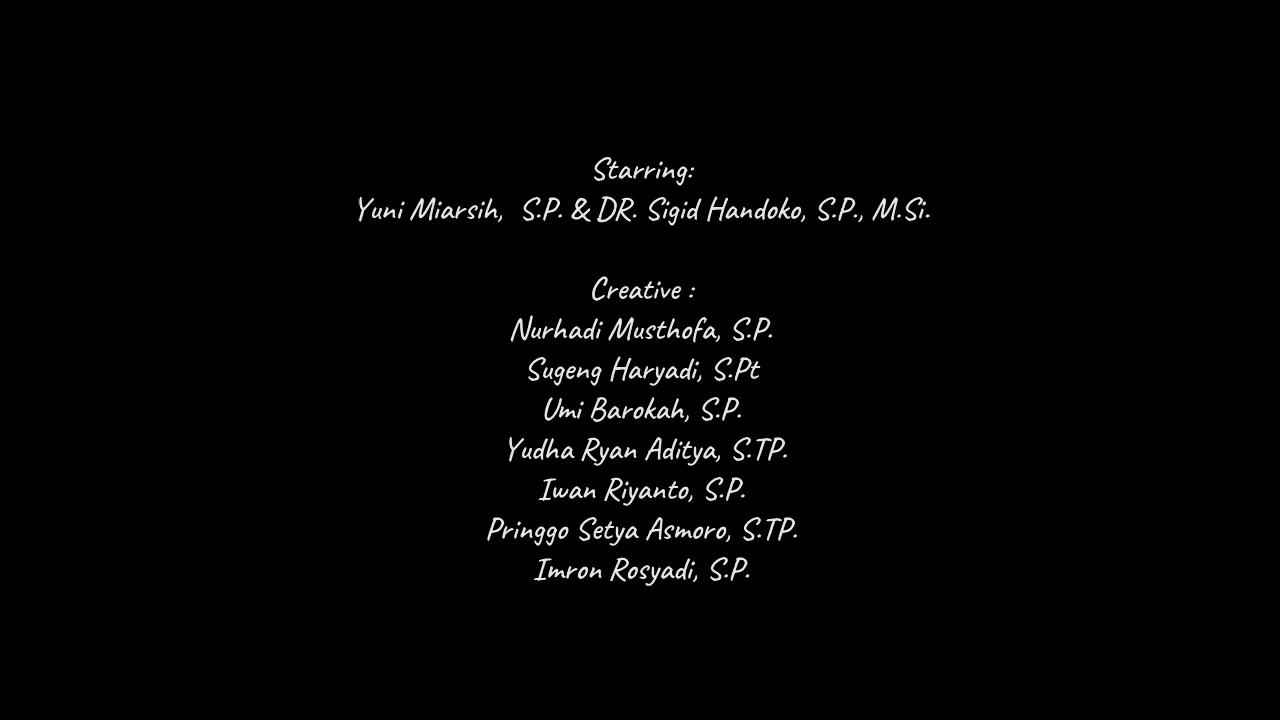 Starring:
Yuni Miarsih, S.P. & DR. Sigid Handoko, S.P., M.Si.
Creative :
Nurhadi Musthofa, S.P.
Sugeng Haryadi, S.Pt
Umi Barokah, S.P.
Yudha Ryan Aditya, S.TP.
Iwan Riyanto, S.P.
Pringgo Setya Asmoro, S.TP.
Imron Rosyadi, S.P.